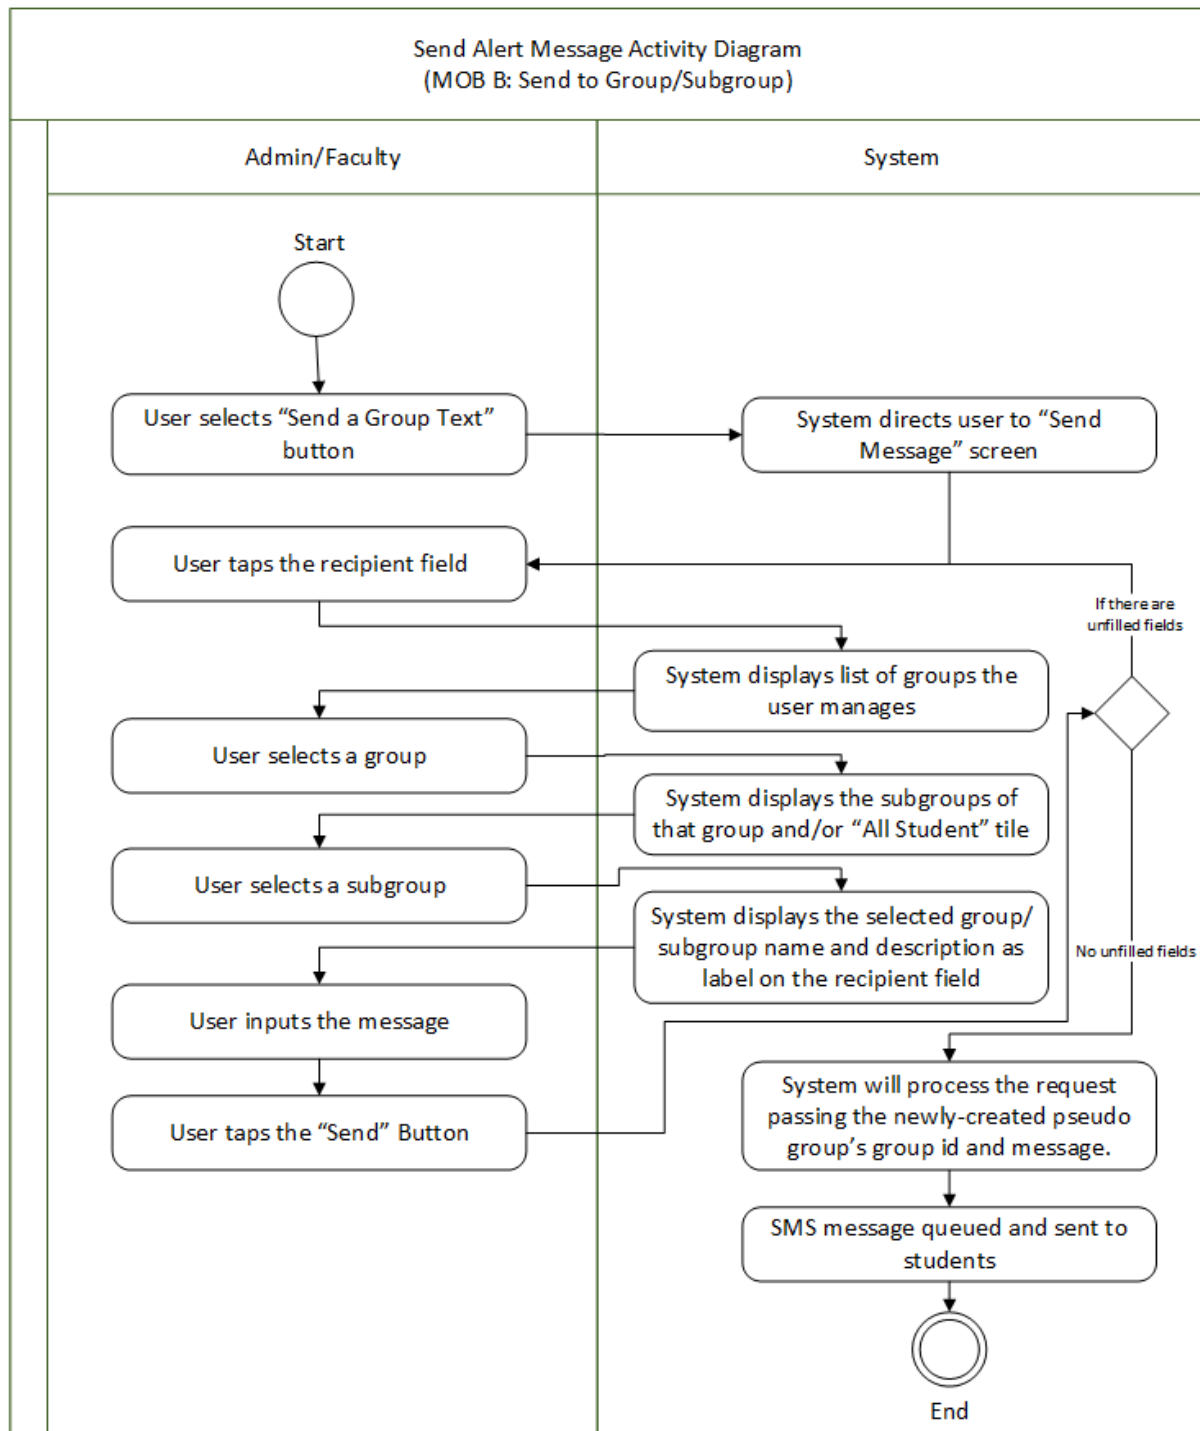 Send Alert Message Activity Diagram
(MOB B: Send to Group/Subgroup)
Admin/Faculty
System
Start
User selects “Send a Group Text”
button
System directs user to “Send
Message” screen
User taps the recipient field
If there are
unfilled fields
System displays list of groups the
user manages
User selects a group
System displays the subgroups of
that group and/or “All Student” tile
User selects a subgroup
System displays the selected group/
subgroup name and description as
label on the recipient field
No unfilled fields
User inputs the message
System will process the request
passing the newly-created pseudo
group’s group id and message.
User taps the “Send” Button
SMS message queued and sent to
students
End